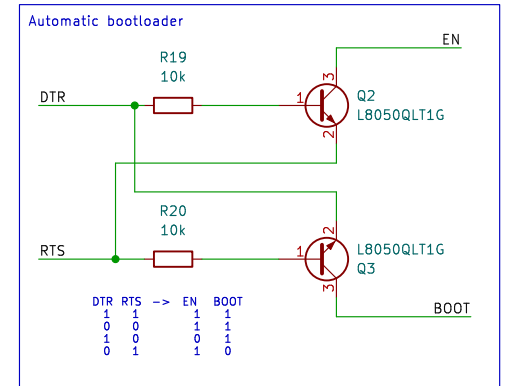 Automatic bootloader
EN
R19
10k
DTR
1
3
2
Q2
L8050QLT1G
R20
10k
RTS
1
2
3
L8050QLT1G
Q3
BOOT
DTR RTS -> EN BOOT
1 1 1 1
0 0 1 1
1 0 0 1
0 1 1 0